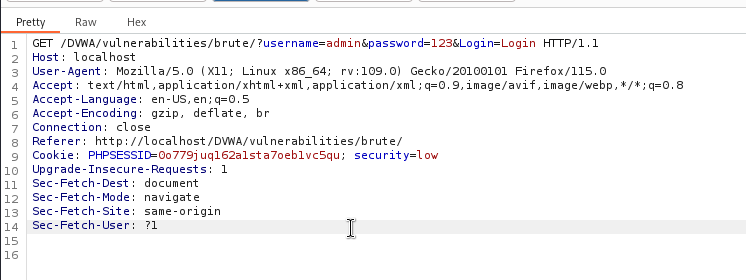 Pretty Raw Hex
1 GET /DVWA/vulnerabilities/brute/?username=admin&password=123&Login=Login HTTP/1.1
2 Host: localhost
3 User-Agent: Mozilla/5.0 (X11; Linux x86_64; rv:109.0) Gecko/20100101 Firefox/115.0
4 Accept: text/html,application/xhtml+xml,application/xml;q=0.9,image/avif,image/webp,*/*;q=0.8
5 Accept-Language: en-US,en;q=0.5
6 Accept-Encoding: gzip, deflate, br
7 Connection: close
8 Referer: http://localhost/DVWA/vulnerabilities/brute/
9 Cookie: PHPSESSID=0o779juq162a1sta7oeb1vc5qu; security=low
10 Upgrade-Insecure-Requests: 1
11 Sec-Fetch-Dest: document
12 Sec-Fetch-Mode: navigate
13 Sec-Fetch-Site: same-origin
14 Sec-Fetch-User: ?1
15
16